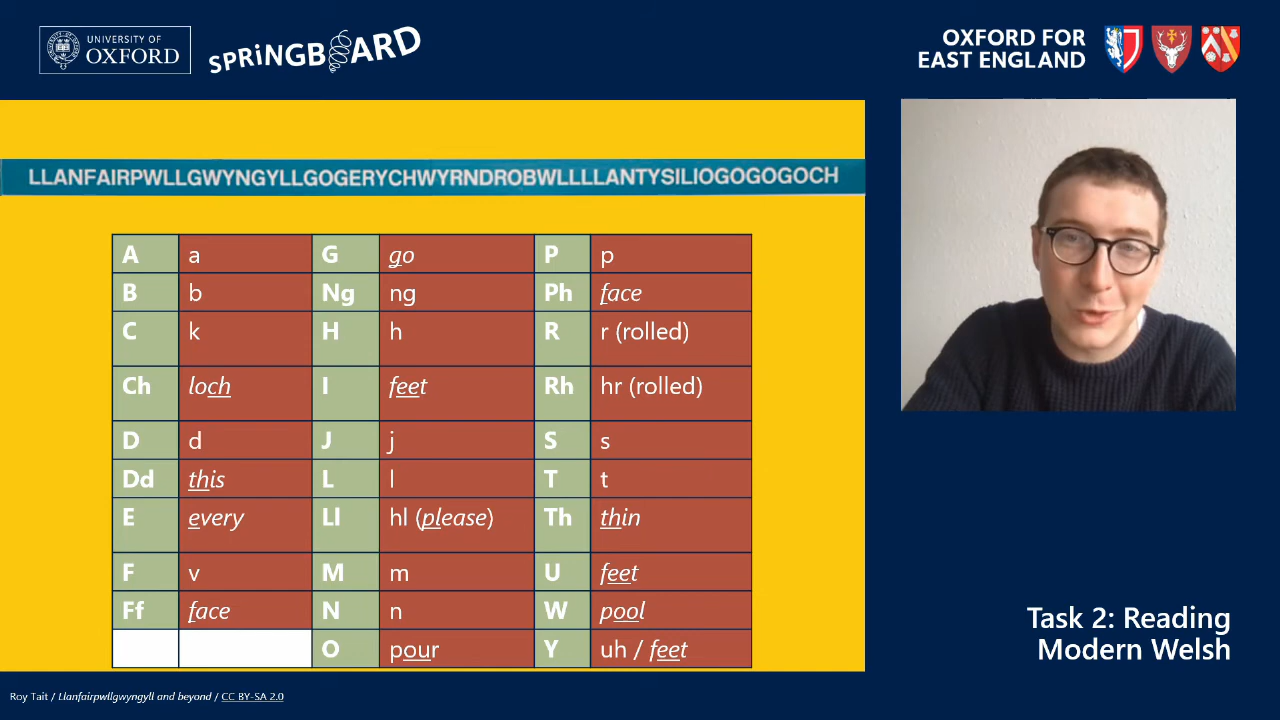 UNIVERSITY OF
OXFORD
SPRiNGBOARD
OXFORD FOR
EAST ENGLAND
LLANFAIRPWLLGWYNGYLLGOGERYCHWYRNDROBWLLLLANTYSILIOGOGOGOCH
A a G go P p
B b Ng ng Ph face
C k H h R r (rolled)
Ch loch I feet Rh hr (rolled)
D d J j S s
Dd this L l T t
E every Ll hl (please) Th thin
F v M m U feet
Ff face N n W pool
O pour Y uh / feet
Task 2: Reading
Modern Welsh
Roy Tait / Llanfairpwllgwyngyll and beyond / CC BY-SA 2.0